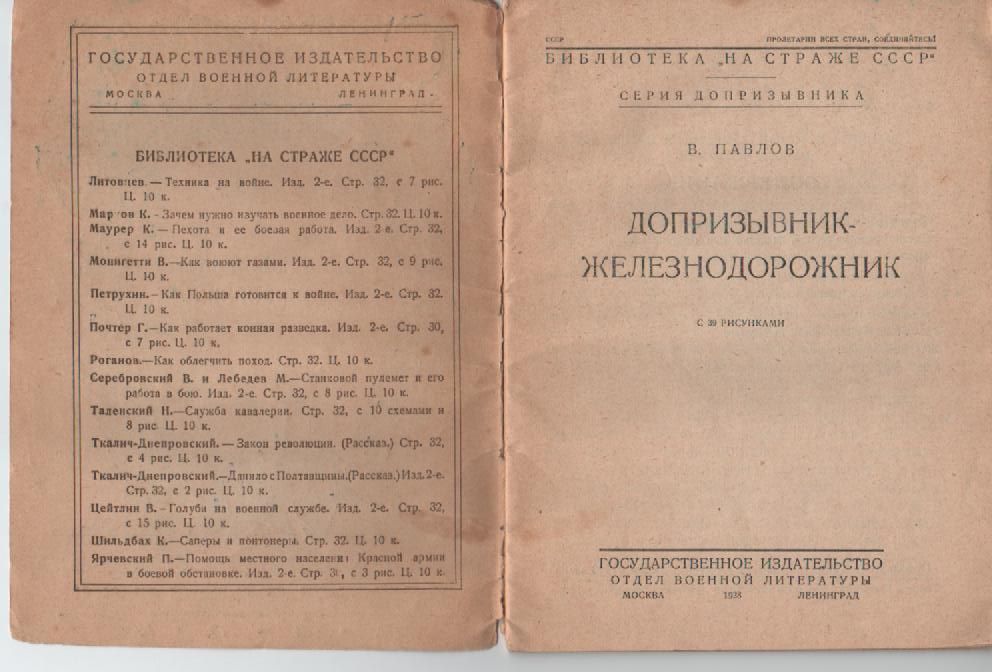 ГОСУДАРСТВЕННОЕ ИЗДАТЕЛЬСТВО
ОТДЕЛ ВОЕННОЙ ЛИТЕРАТУРЫ
МОСКВА ЛЕНИНГРАД
БИБЛИОТЕКА „НА СТРАЖЕ СССР"
Литовцев.—Техника на войне. Изд. 2-е. Стр. 32, с 7 рис.
Ц. 10 к.
К. - Зачем нужно изучать военное дело. Стр. 32. Ц. 10 к.
Маурер К.—Пехота и ее боевая работа. Изд. 2-е. Стр. 32,
с 14 рис. Ц. 10 к.
Монигетти В.—Как воюют газами. Изд. 2-е. Стр. 32, с 9 рис.
Ц. 10 к.
Петрухин.—Как Польша готовится к войне. Изд. 2-е. Стр. 32.
Ц. 10 к.
Почтер Г.—Как работает конная разведка. Изд. 2-е. Стр. 30,
с 7 рис. Ц. 10 к.
Роганов.—Как облегчить поход. Стр. 32. Ц. 10 к.
Серебровский В. и Лебедев М.—Станковой пулемет и его
работа в бою. Изд. 2-е. Стр. 32, с 8 рис. Ц. 10 к.
Таленский Н.—Служба кавалерии. Стр. 32, с 10 схемами и
8 рис. Ц. 10 к.
Ткалич-Днепровский.—Закон революции. (Рассказ.) Стр. 32,
с 4 рис. Ц. 10 к.
Ткалич-Днепровский.—Данило с Полтавщины. (Рассказ.) Изд. 2-е.
Стр. 32, с 2 рис. Ц. 10 к.
Цейтлин В.—Голуби на военной службе. Изд. 2-е. Стр. 32,
с 15 рис. Ц. 10 к.
Шильдбах К.—Саперы и понтонеры. Стр. 32. Ц. 10 к.
Ярчевский П.—Помощь местного населения Красной армии
в боевой обстановке. Изд. 2-е. Стр. с 3 рис. Ц. 10 к.
СССР ПРОЛЕТАРИИ ВСЕХ СТРАН, СОЕДИНЯЙТЕСЬ!
БИБЛИОТЕКА „НА СТРАЖЕ СССР"
СЕРИЯ ДОПРИЗЫВНИКА
В. ПАВЛОВ
ДОПРИЗЫВНИК-
ЖЕЛЕЗНОДОРОЖНИК
С 39 РИСУНКАМИ
ГОСУДАРСТВЕННОЕ ИЗДАТЕЛЬСТВО
ОТДЕЛ ВОЕННОЙ ЛИТЕРАТУРЫ
МОСКВА 1928 ЛЕНИНГРАД